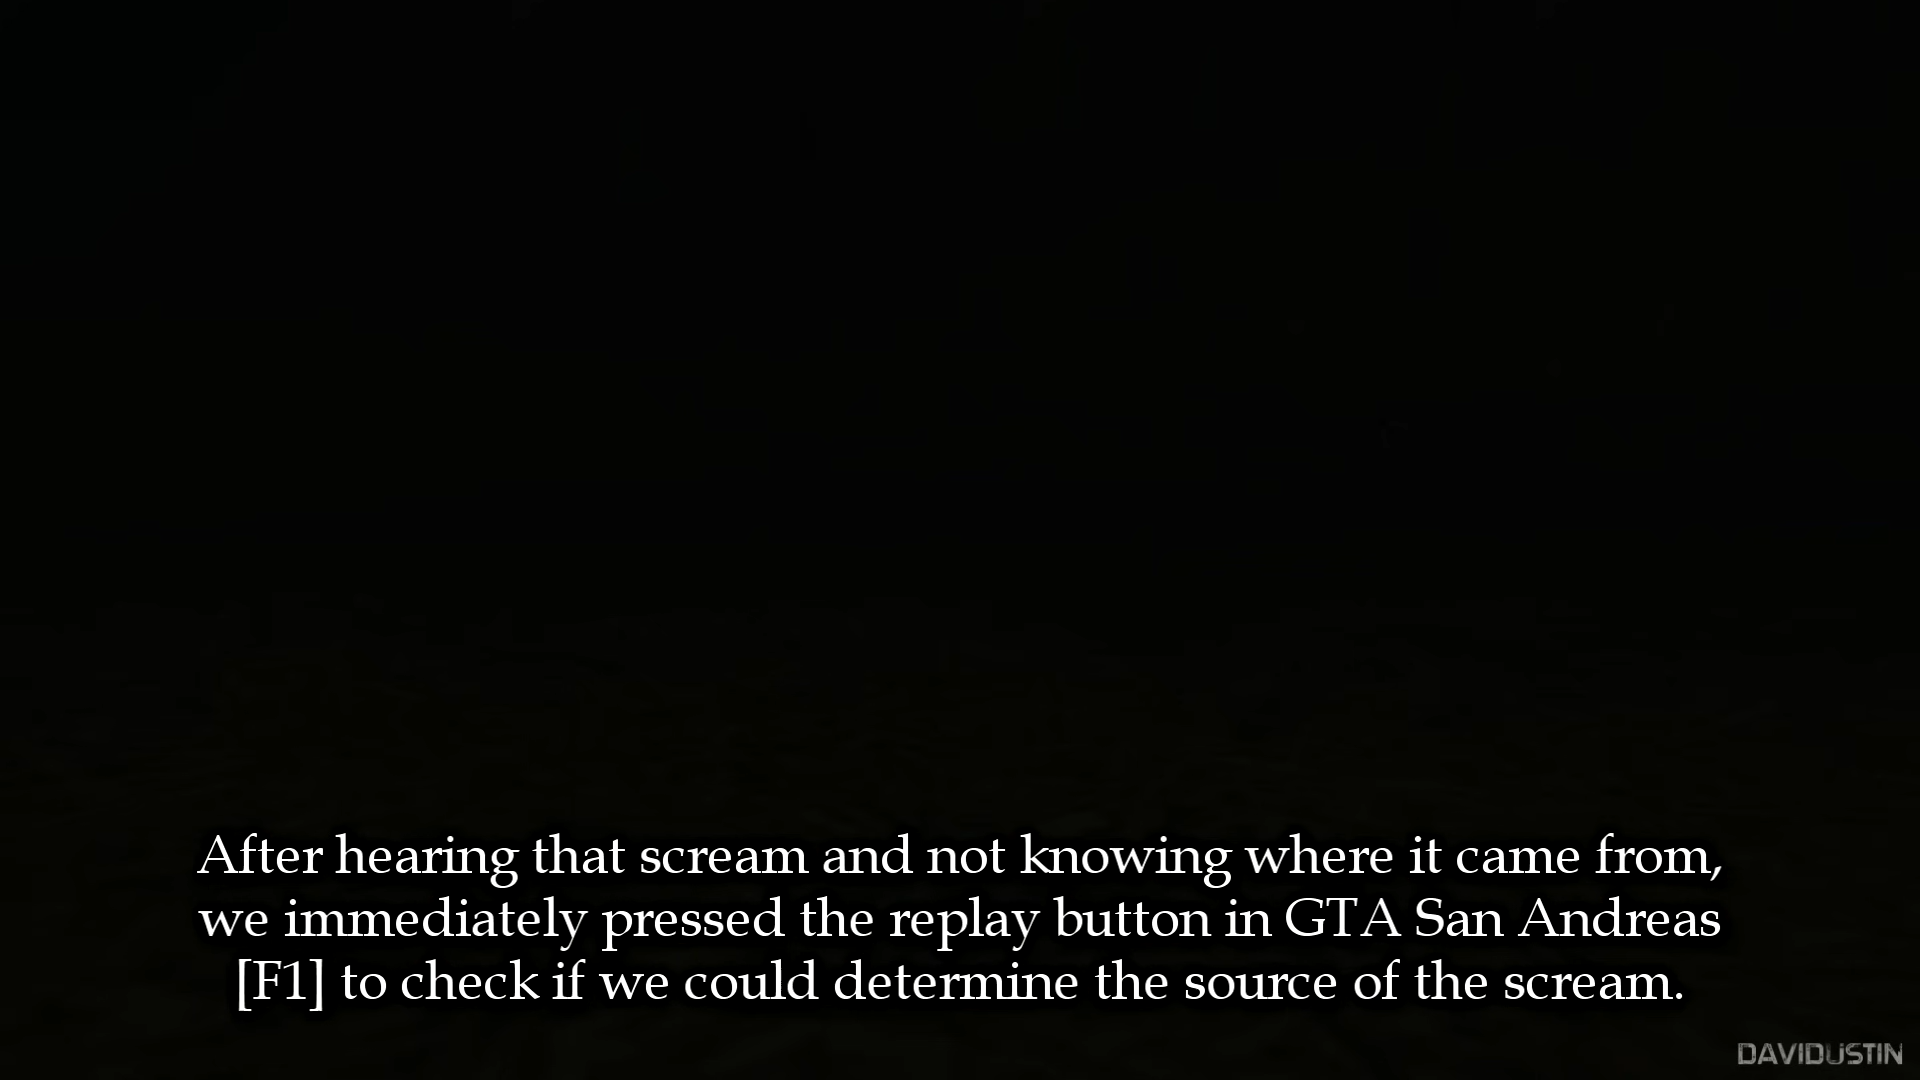 After hearing that scream and not knowing where it came from,
we immediately pressed the replay button in GTA San Andreas
[F1] to check if we could determine the source of the scream.
DAVIDUSTIN